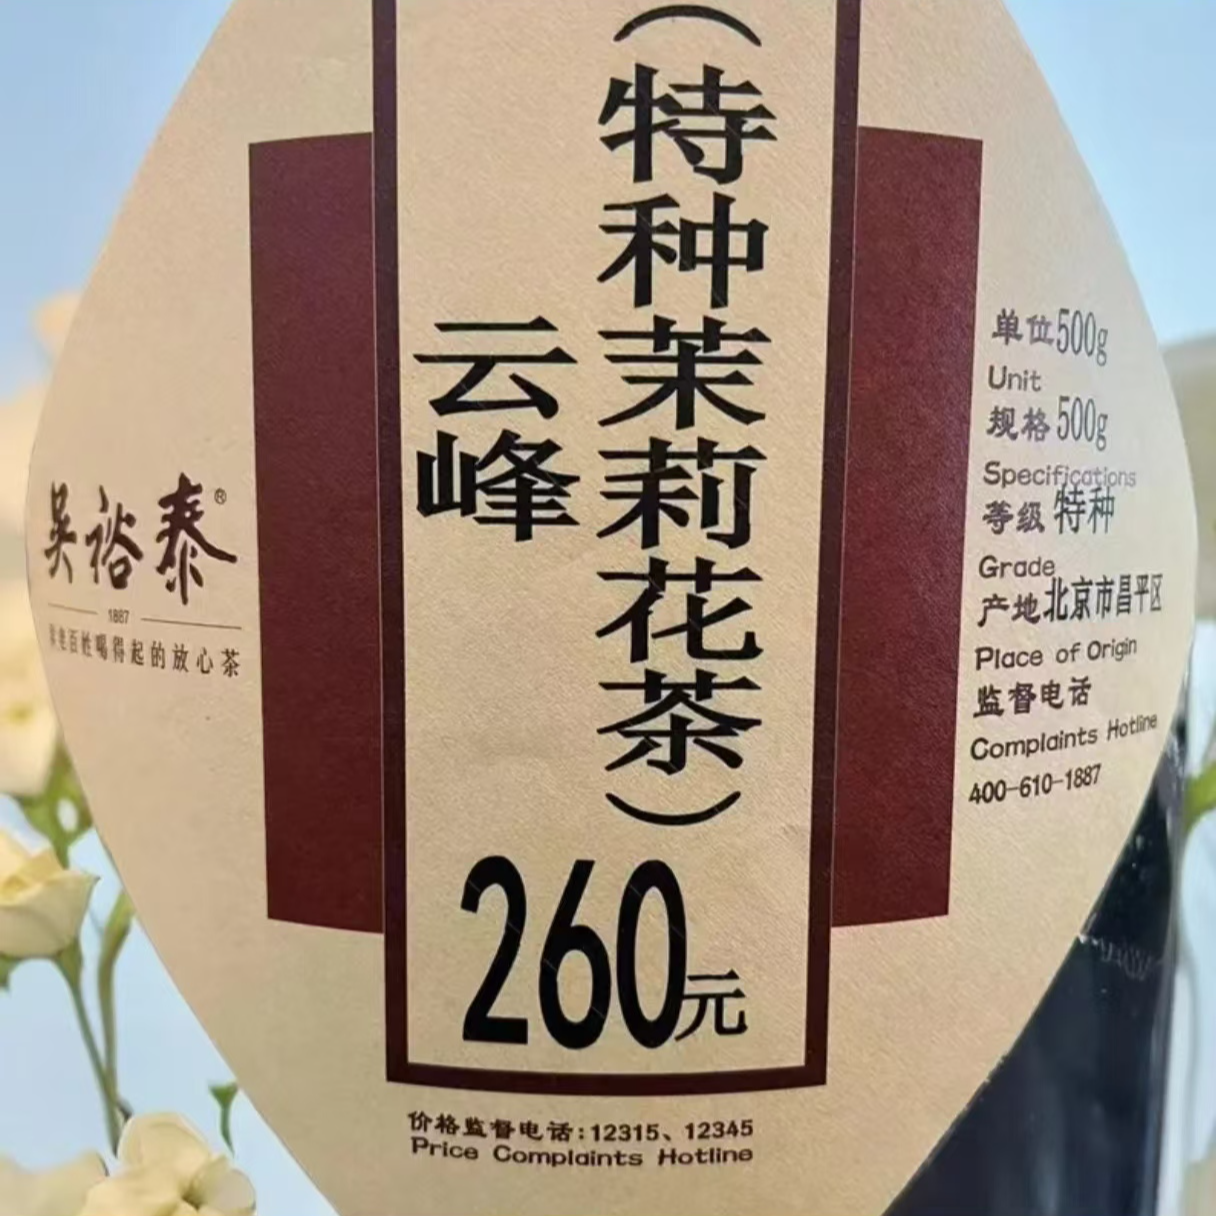 (特种茉莉花茶)
云峰
260元
吴裕泰®
1887
老百姓喝得起的放心茶
单位500g
Unit
规格500g
Specifications
等级 特种
Grade
产地北京市昌平区
Place of Origin
监督电话
Complaints Hotline
400-610-1887
价格监督电话:12315、12345
Price Complaints Hotline